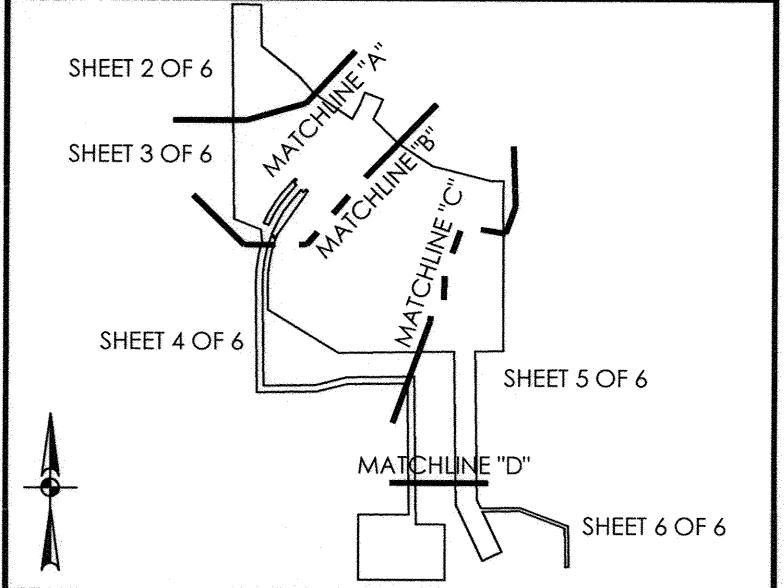 SHEET 2 OF 6
MATCHLINE "A"
SHEET 3 OF 6
MATCHLINE "B"
MATCHLINE "C"
SHEET 4 OF 6
SHEET 5 OF 6
MATCHLINE "D"
SHEET 6 OF 6